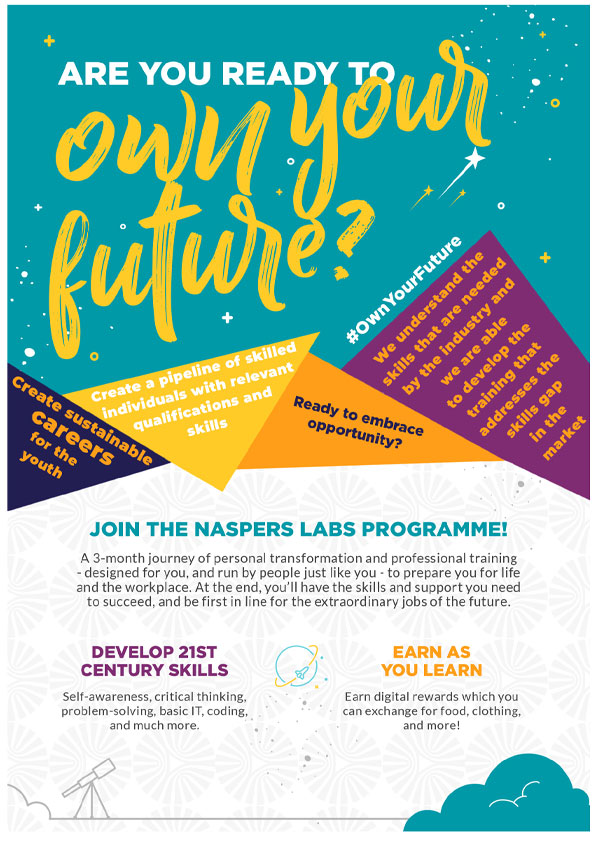 ARE YOU READY TO
own your
future?
#OwnYourFuture
We understand the
skills that are needed
by the industry and
we are able
to develop the
training that
addresses the
skills gap
in the
market
Create a pipeline of skilled
individuals with relevant
qualifications and
skills
Create sustainable
careers
for the
youth
Ready to embrace
opportunity?
JOIN THE NASPERS LABS PROGRAMME!
A 3-month journey of personal transformation and professional training
- designed for you, and run by people just like you - to prepare you for life
and the workplace. At the end, you'll have the skills and support you need
to succeed, and be first in line for the extraordinary jobs of the future.
DEVELOP 21ST
CENTURY SKILLS
Self-awareness, critical thinking,
problem-solving, basic IT, coding,
and much more.
EARN AS
YOU LEARN
Earn digital rewards which you
can exchange for food, clothing,
and more!